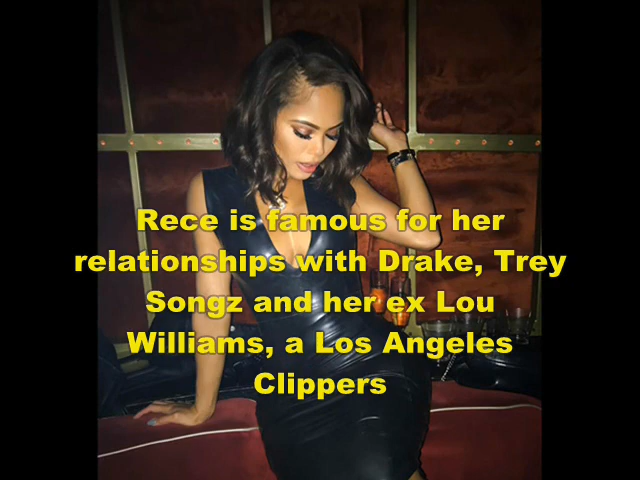 Rece is famous for her
relationships with Drake, Trey
Songz and her ex Lou
Williams, a Los Angeles
Clippers